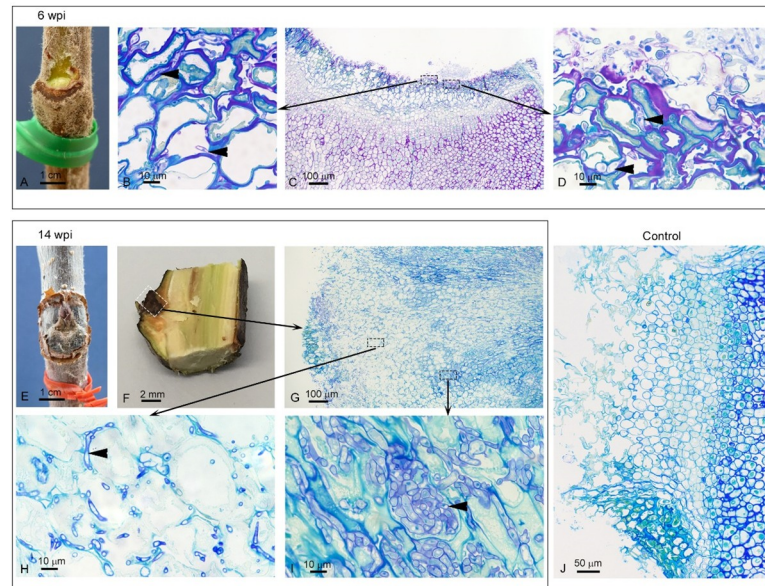 6 wpi
A
1 cm
B
10 μm
C
100 μm
D
10 μm
14 wpi
Control
E
1 cm
F
2 mm
G
100 μm
H
10 μm
I
10 μm
J
50 μm